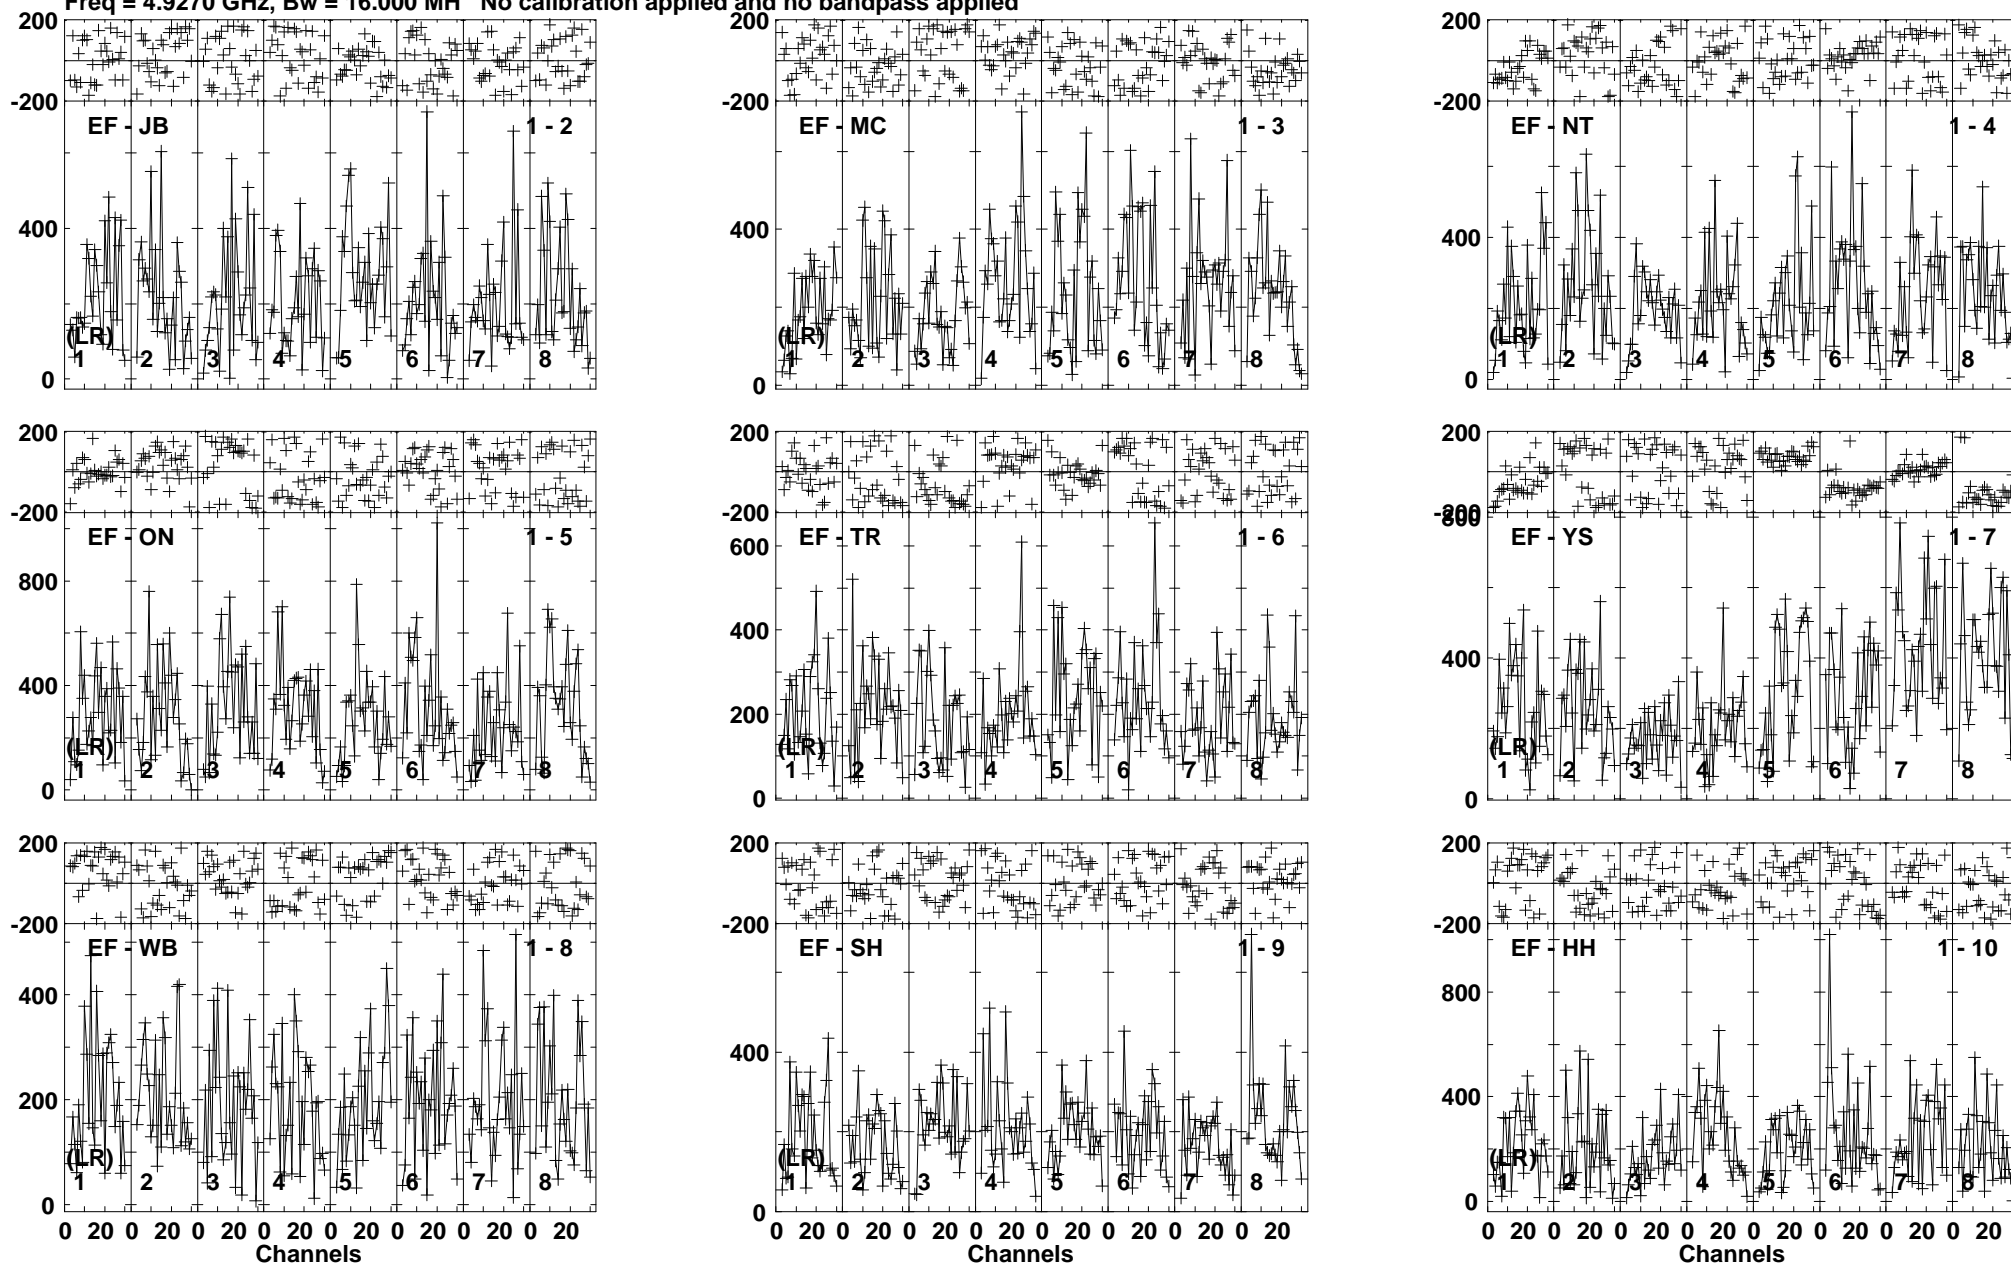 Freq = 4.9270 GHz, Bw = 16.000 MH No calibration applied and no bandpass applied
200 200 200
-200 -200 -200
EF - JB 1 - 2 EF - MC 1 - 3 EF - NT 1 - 4
400 400 400
(LR) (LR) (LR)
1 2 3 4 5 6 7 8 1 2 3 4 5 6 7 8 1 2 3 4 5 6 7 8
0 0 0
200 200 200
-200 -200 -200
800
EF - ON 1 - 5 EF - TR 1 - 6 EF - YS 1 - 7
600
800
400 400 400
200
(LR) (LR) (LR)
1 2 3 4 5 6 7 8 1 2 3 4 5 6 7 8 1 2 3 4 5 6 7 8
0 0 0
200 200 200
-200 -200 -200
EF - WB 1 - 8 EF - SH 1 - 9 EF - HH 1 - 10
400 800
400 400
200
(LR) (LR) (LR)
1 2 3 4 5 6 7 8 1 2 3 4 5 6 7 8 1 2 3 4 5 6 7 8
0 0 0
0 20 0 20 0 20 0 20 0 20 0 20 0 20 0 20 0 20 0 20 0 20 0 20 0 20 0 20 0 20 0 20 0 20 0 20 0 20 0 20 0 20 0 20 0 20 0 20
Channels Channels Channels